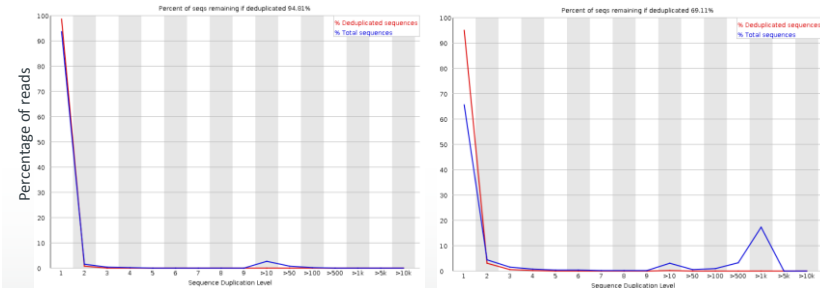 Percent of seqs remaining if deduplicated 94.81%
% Deduplicated sequences
% Total sequences
Percentage of reads
100
90
80
70
60
50
40
30
20
10
0
1 2 3 4 5 6 7 8 9 >10 >50 >100 >500 >1k >5k >10k
Sequence Duplication Level
Percent of seqs remaining if deduplicated 69.11%
% Deduplicated sequences
% Total sequences
100
90
80
70
60
50
40
30
20
10
0
1 2 3 4 5 6 7 8 9 >10 >50 >100 >500 >1k >5k >10k
Sequence Duplication Level